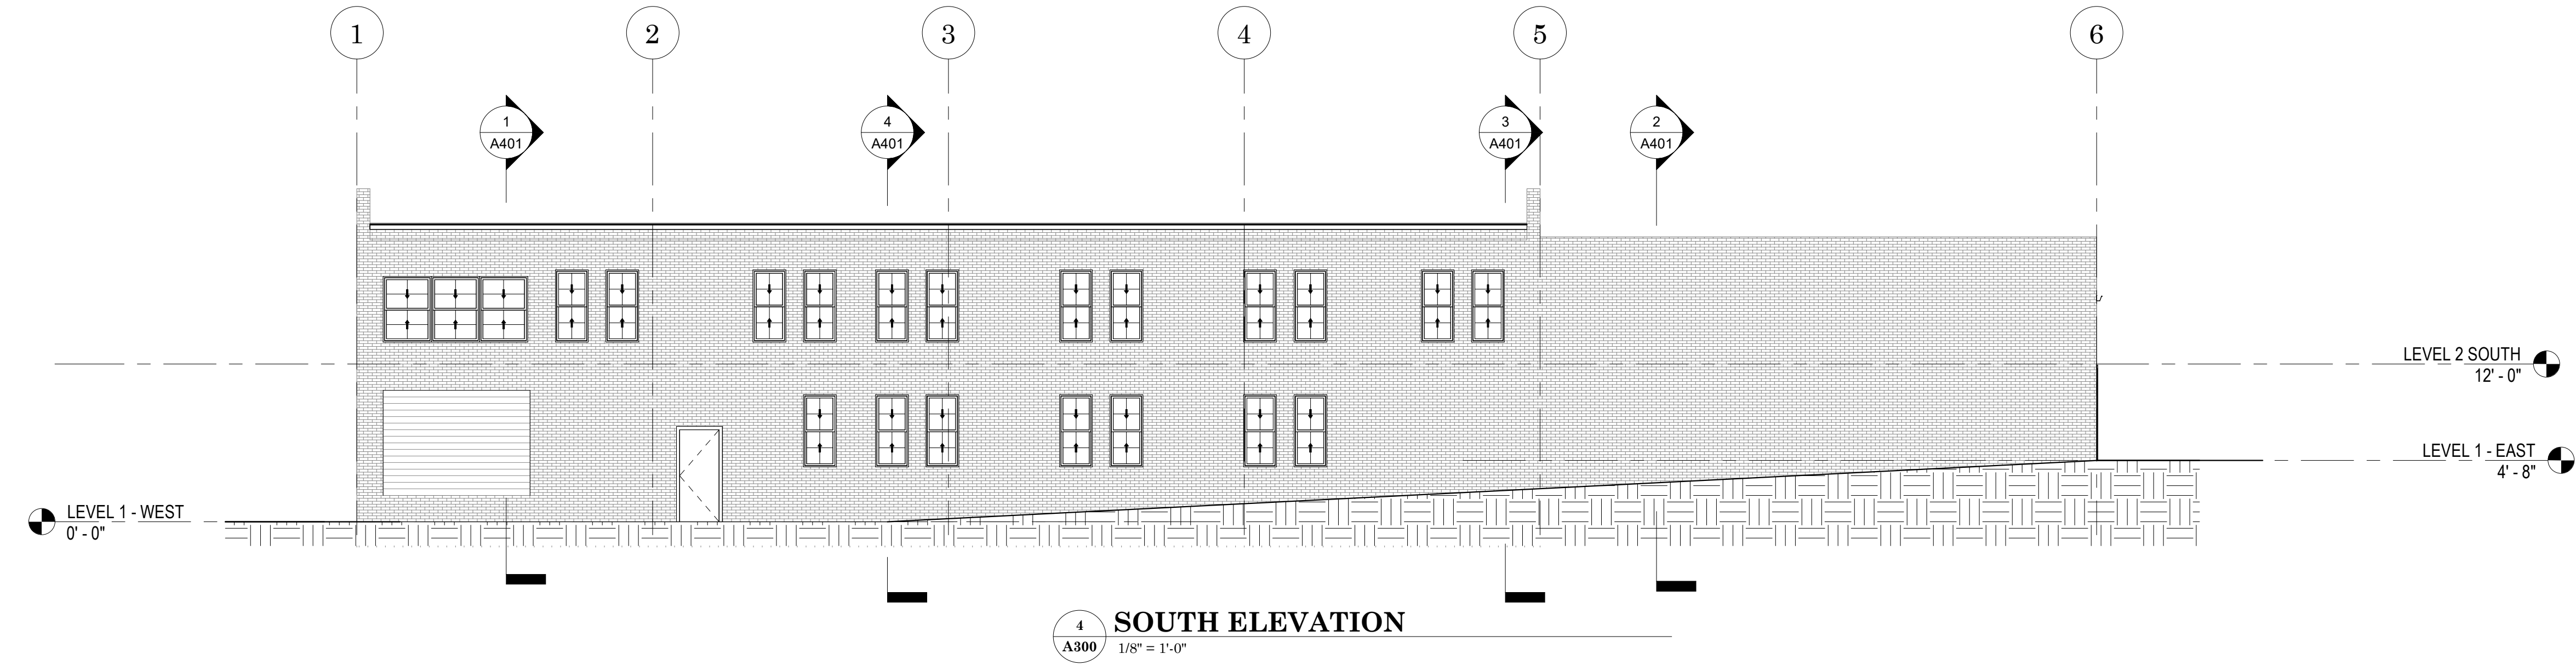 1
2
3
4
5
6
1
A401
4
A401
3
A401
2
A401
LEVEL 2 SOUTH
12' - 0"
LEVEL 1 - EAST
4' - 8"
LEVEL 1 - WEST
0' - 0"
4
A300
SOUTH ELEVATION
1/8" = 1'-0"